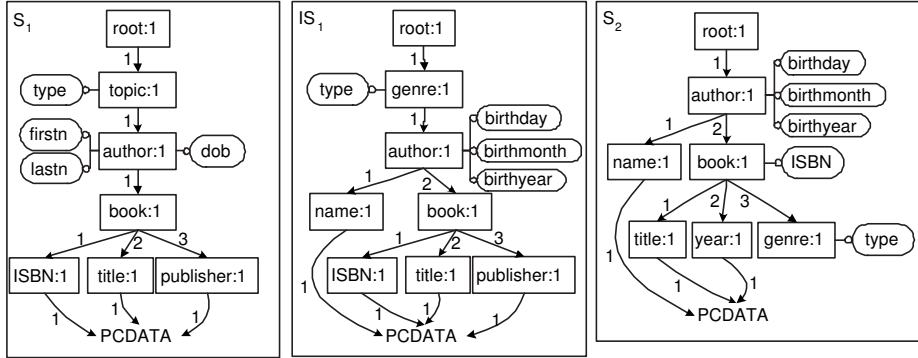 S1
root:1
1
type
topic:1
1
firstn
lastn
author:1
dob
1
book:1
1
2
3
ISBN:1
title:1
publisher:1
1
1
1
PCDATA
IS1
root:1
1
type
genre:1
1
author:1
birthday
birthmonth
birthyear
1
2
name:1
book:1
1
2
3
ISBN:1
title:1
publisher:1
1
1
1
1
PCDATA
S2
root:1
1
author:1
birthday
birthmonth
birthyear
1
2
name:1
book:1
ISBN
1
2
3
title:1
year:1
genre:1
type
1
1
1
PCDATA